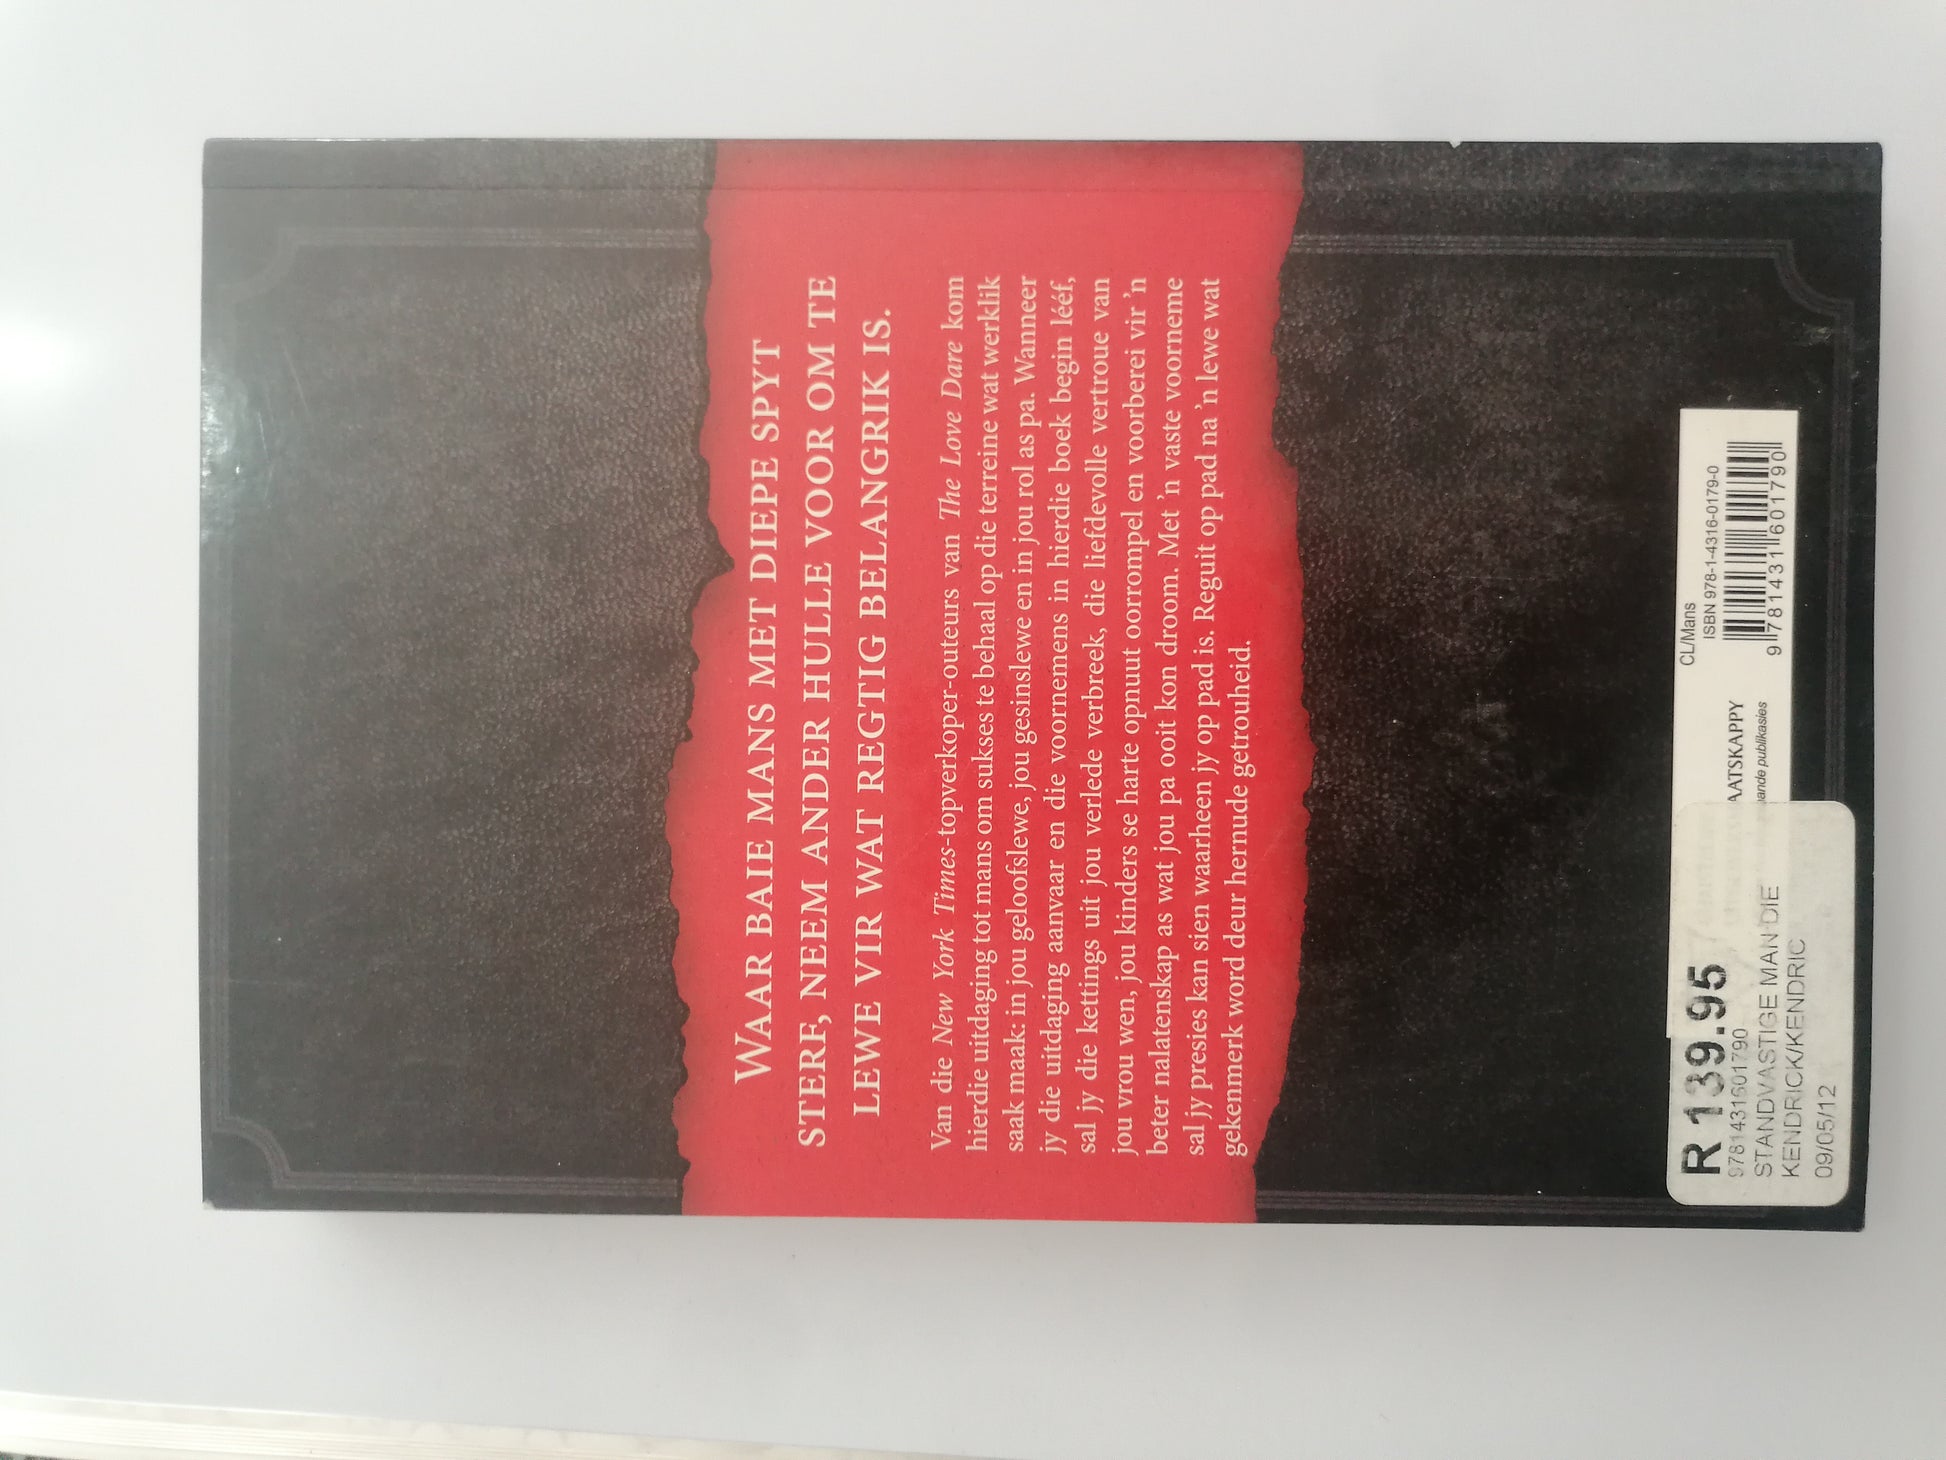 WAAR BAIE MANS MET DIEPE SPYT
STERF, NEEM ANDER HULLE VOOR OM TE
LEWE VIR WAT REGTIG BELANGRIK IS.
Van die New York Times-topverkoper-outeurs van The Love Dare kom
hierdie uitdaging tot mans om sukses te behaal op die terreine wat werklik
saak maak: in jou geloofslewe, jou gesinslewe en in jou rol as pa. Wanneer
jy die uitdaging aanvaar en die voornemens in hierdie boek begin lééf,
sal jy die kettings uit jou verlede verbreek, die liefdevolle vertroue van
jou vrou wen, jou kinders se harte opnuut oorrompel en voorberei vir 'n
beter nalatenskap as wat jou pa ooit kon droom. Met 'n vaste voorneme
sal jy presies kan sien waarheen jy op pad is. Reguit op pad na 'n lewe wat
gekenmerk word deur hernude getrouheid.
CL/Mans
ISBN 978-1-4316-0179-0
9 781431 601790
AATSKAPPY
publikasies
R 139.95
9781431601790
STANDVASTIGE MAN DIE
KENDRICK/KENDRIC
09/05/12